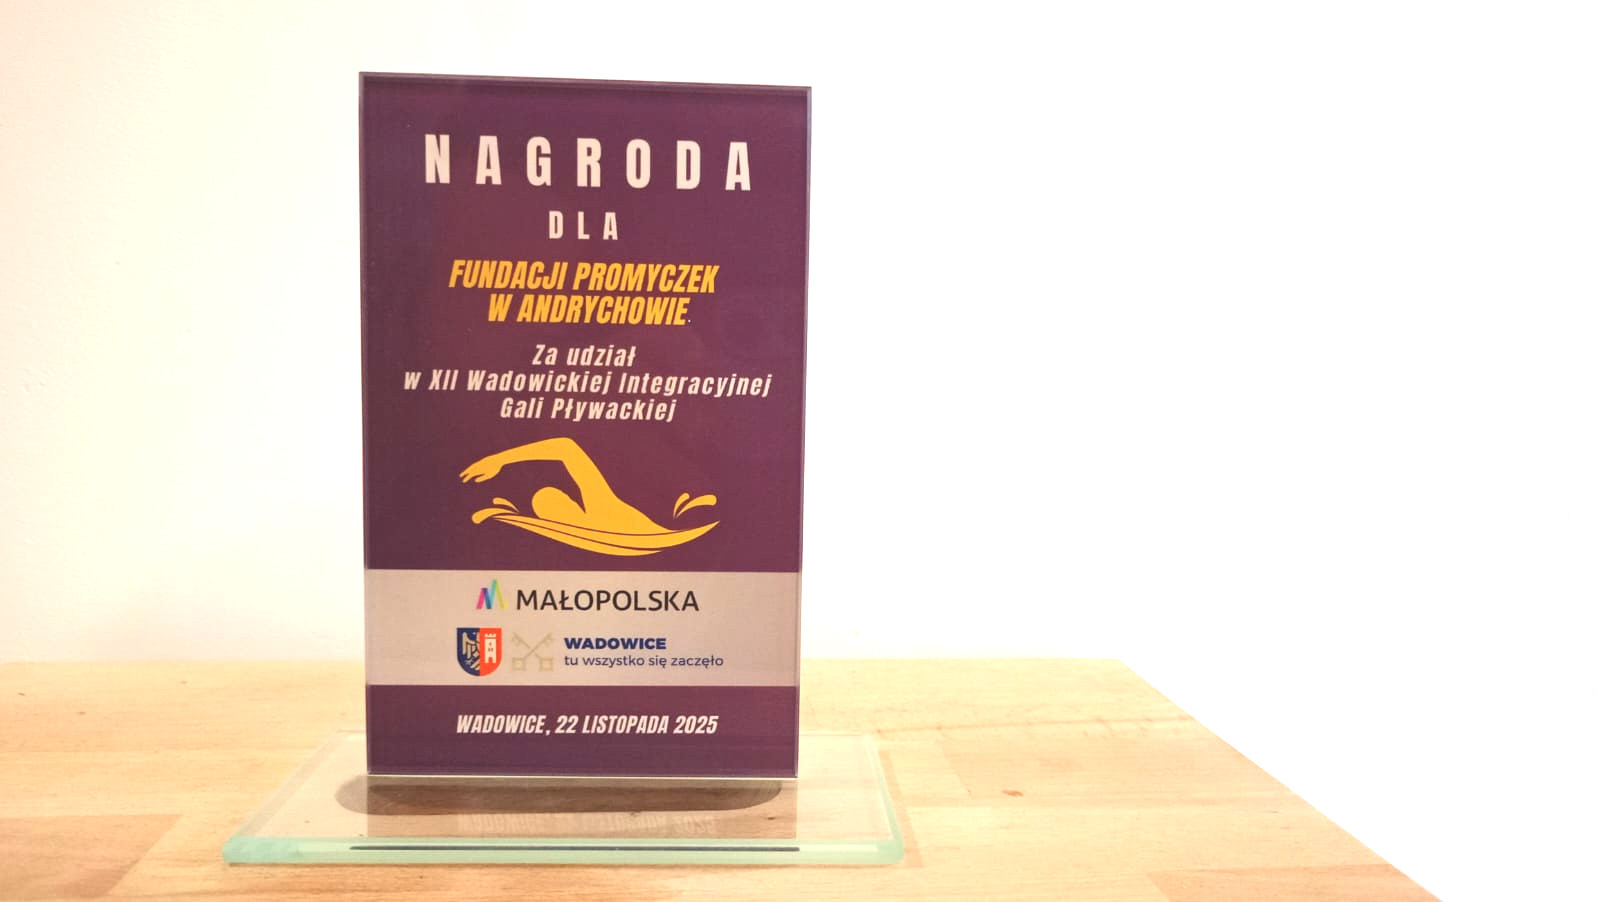 NAGRODA
DLA
FUNDACJI PROMYCZEK
W ANDRYCHOWIE.
Za udział
w XII Wadowickiej Integracyjnej
Gali Pływackiej
MAŁOPOLSKA
WADOWICE
tu wszystko się zaczęło
WADOWICE, 22 LISTOPADA 2025